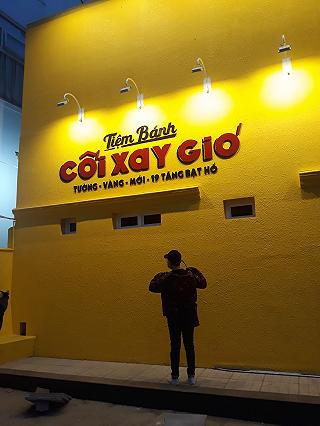 Tiệm Bánh
CỐI XAY GIÓ
TƯỜNG - VÀNG - MỚI - 19 TĂNG BẠT HỔ